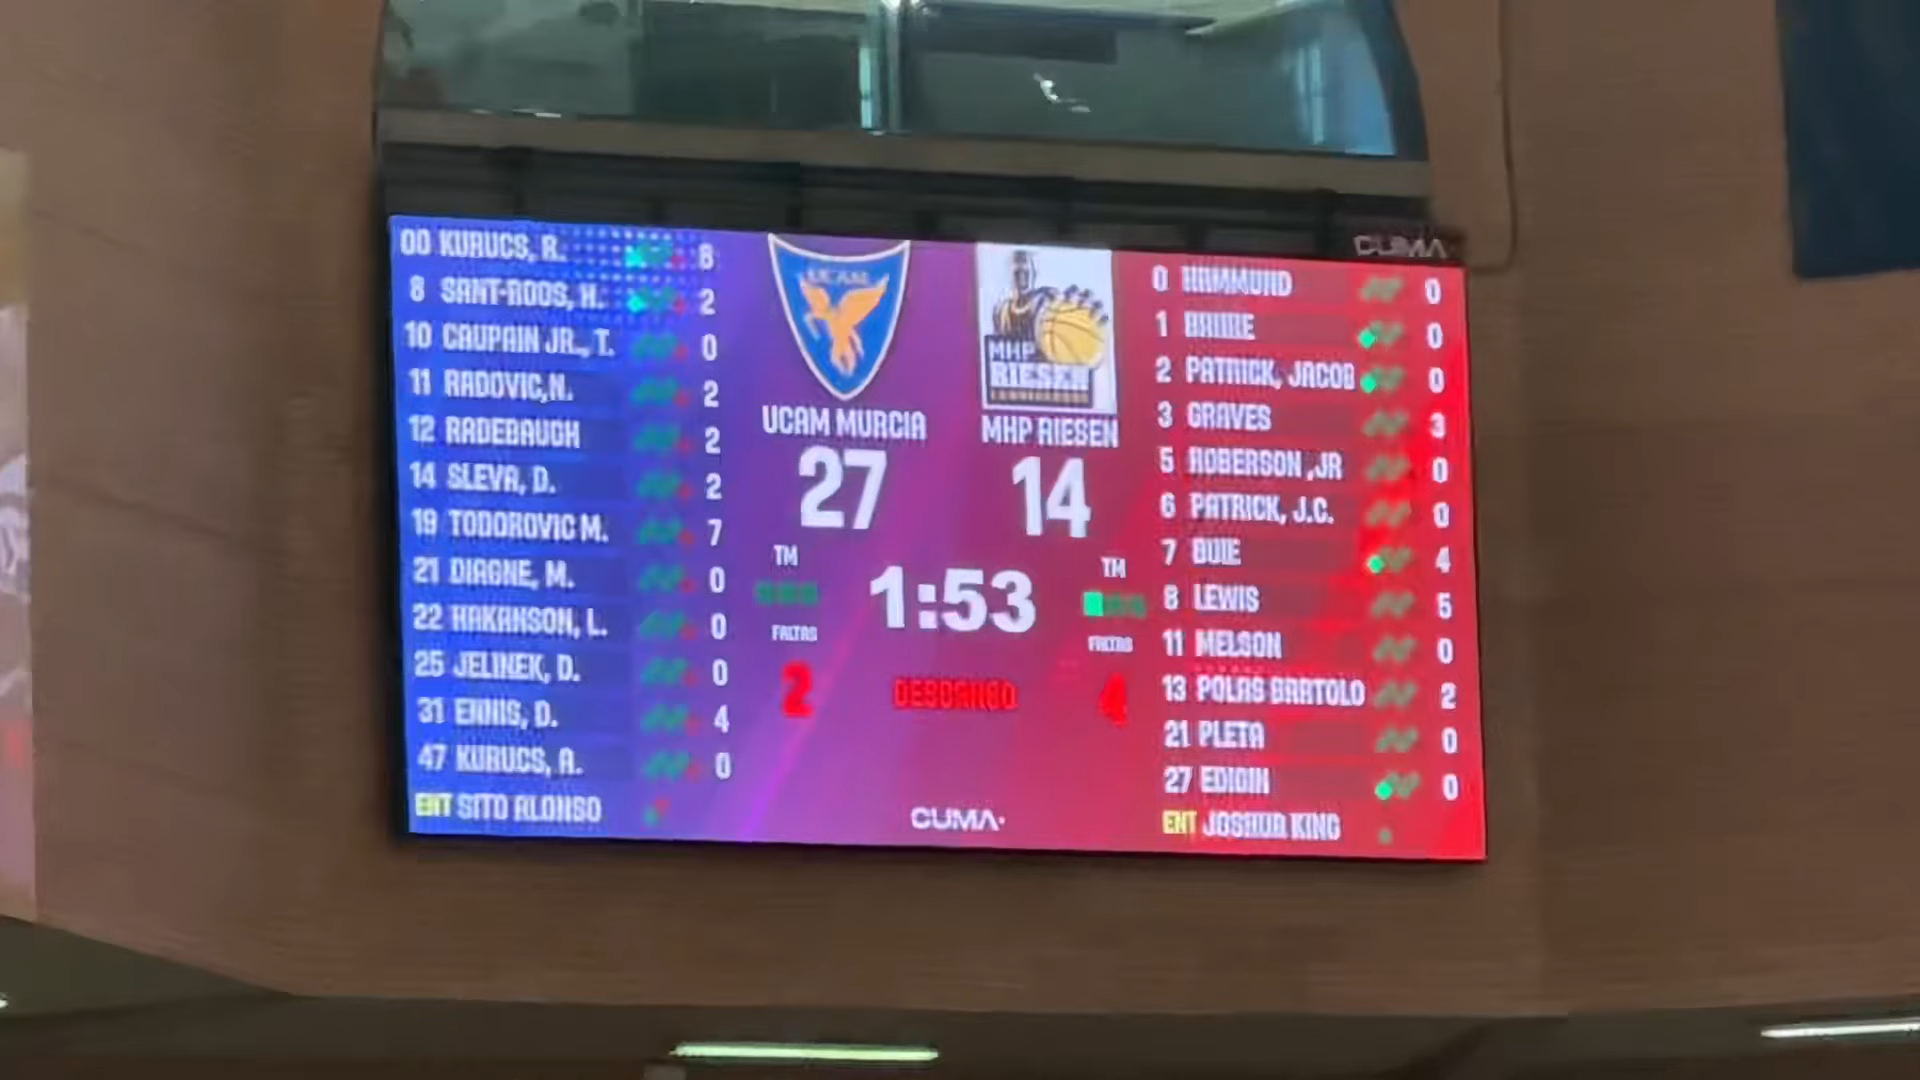 CUMA
00 KURUCS, R. 8
8 SANT-ROOS, H. 2
10 CAUPAIN JR., T. 0
11 RADOVIC,N. 2
12 RADEBAUGH 2
14 SLEVA, D. 2
19 TODOROVIC M. 7
21 DIAGNE, M. 0
22 HAKANSON, L. 0
25 JELINEK, D. 0
31 ENNIS, D. 4
47 KURUCS, A. 0
ENT SITO ALONSO
UCAM
UCAM MURCIA
27
MHP
RIESEN
MHP RIESEN
14
TM
1:53
TM
FALTAS
2
DESCANSO
FALTAS
4
CUMA
0 HAMMOND 0
1 0
2 PATRICK, JACOB 0
3 GRAVES 3
5 ROBERSON ,JR 0
6 PATRICK, J.C. 0
7 BUIE 4
8 LEWIS 5
11 MELSON 0
13 POLAS BARTOLO 2
21 PLETA 0
27 EDIGIN 0
ENT JOSHUA KING